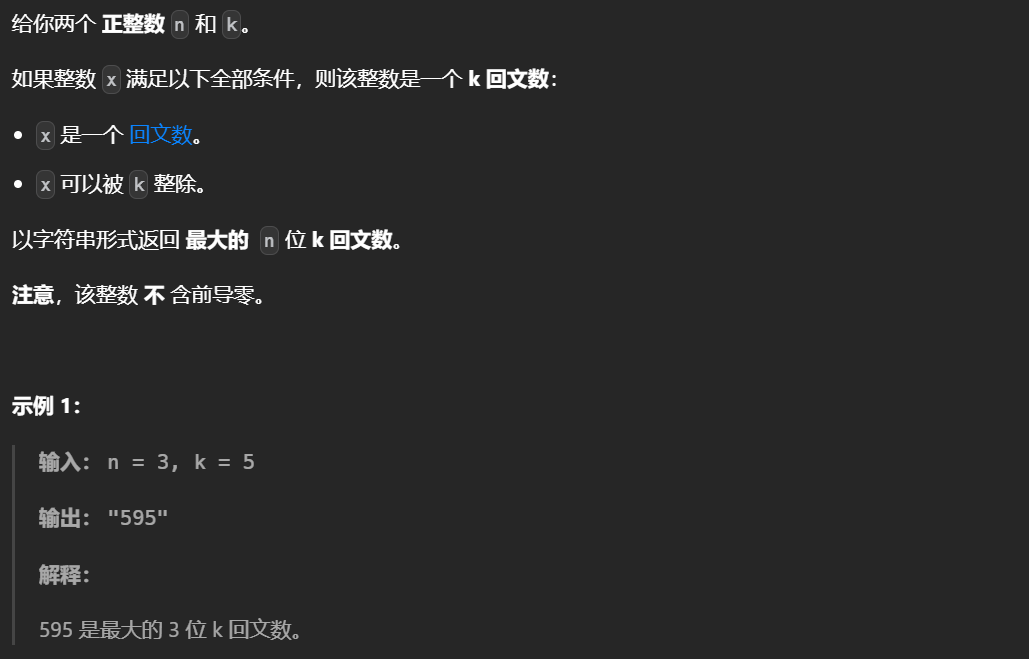 给你两个 正整数 n 和 k。
如果整数 x 满足以下全部条件，则该整数是一个 k 回文数：
• x 是一个 回文数。
• x 可以被 k 整除。
以字符串形式返回 最大的 n 位 k 回文数。
注意，该整数 不 含前导零。
示例 1：
输入： n = 3, k = 5
输出： "595"
解释：
595 是最大的 3 位 k 回文数。